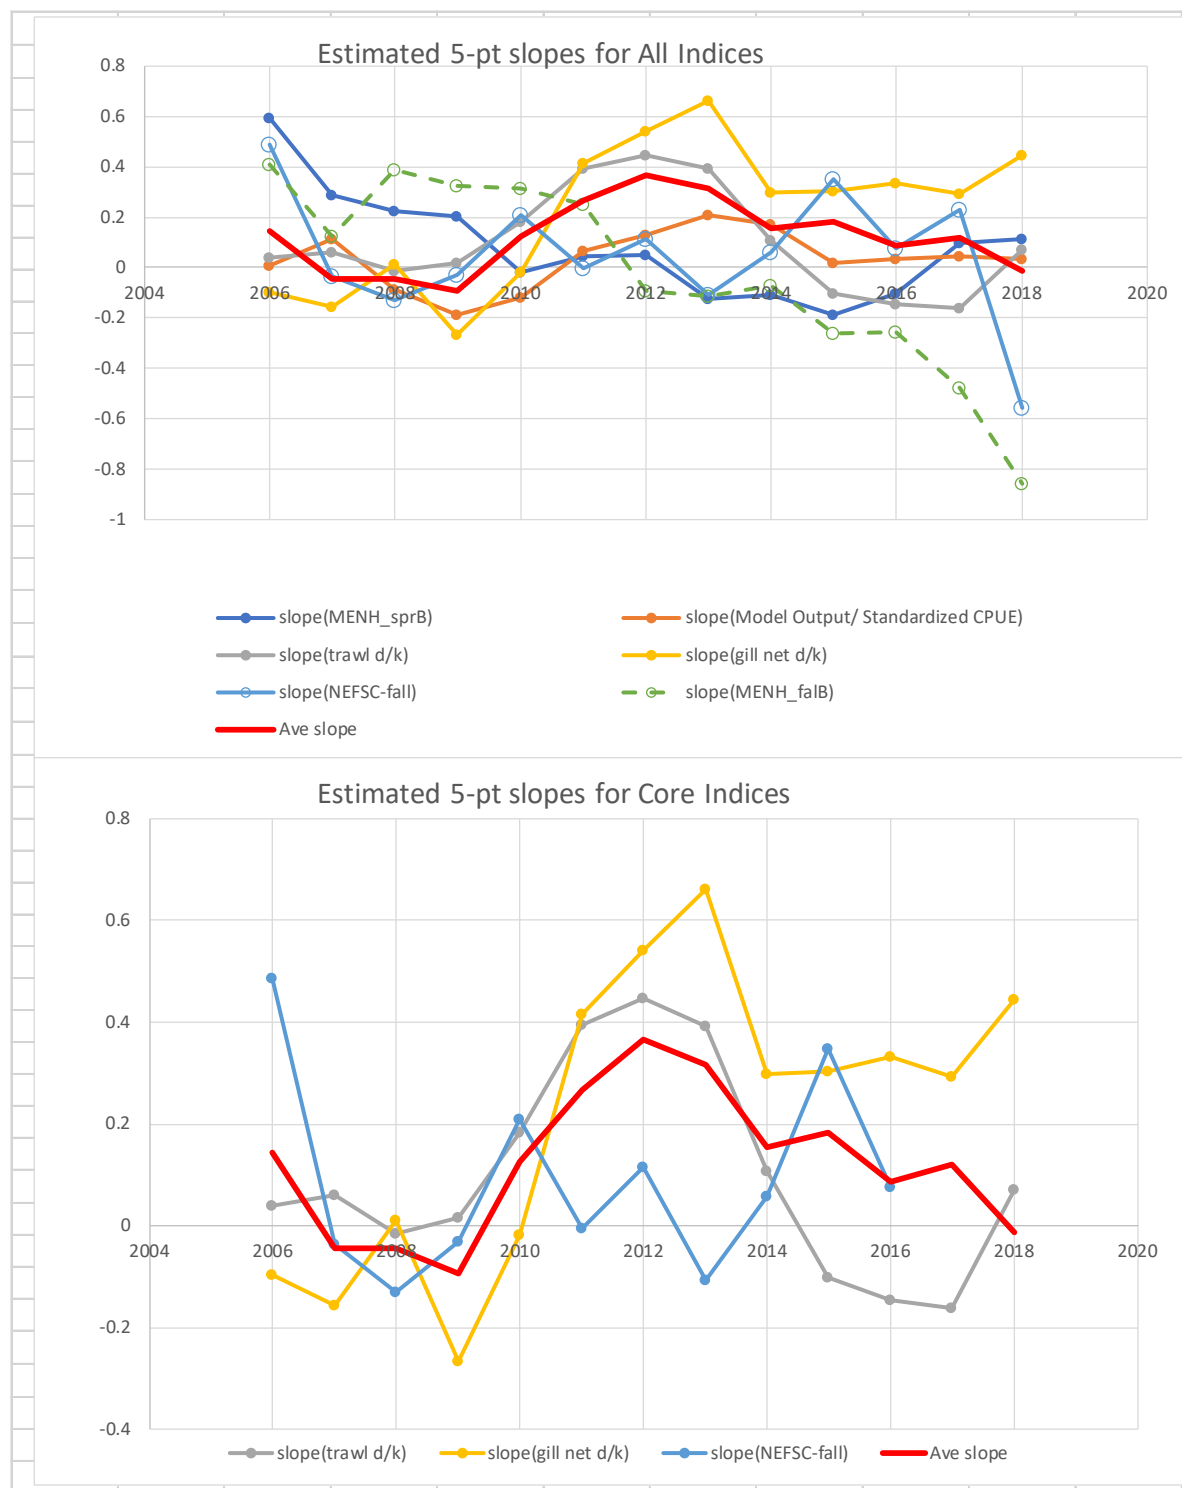 Estimated 5-pt slopes for All Indices
0.8
0.6
0.4
0.2
0
2004 2006 2008 2010 2012 2014 2016 2018 2020
-0.2
-0.4
-0.6
-0.8
-1
slope(MENH_sprB) slope(Model Output/ Standardized CPUE)
slope(trawl d/k) slope(gill net d/k)
slope(NEFSC-fall) slope(MENH_falB)
Ave slope
Estimated 5-pt slopes for Core Indices
0.8
0.6
0.4
0.2
0
2004 2006 2008 2010 2012 2014 2016 2018 2020
-0.2
-0.4
slope(trawl d/k) slope(gill net d/k) slope(NEFSC-fall) Ave slope